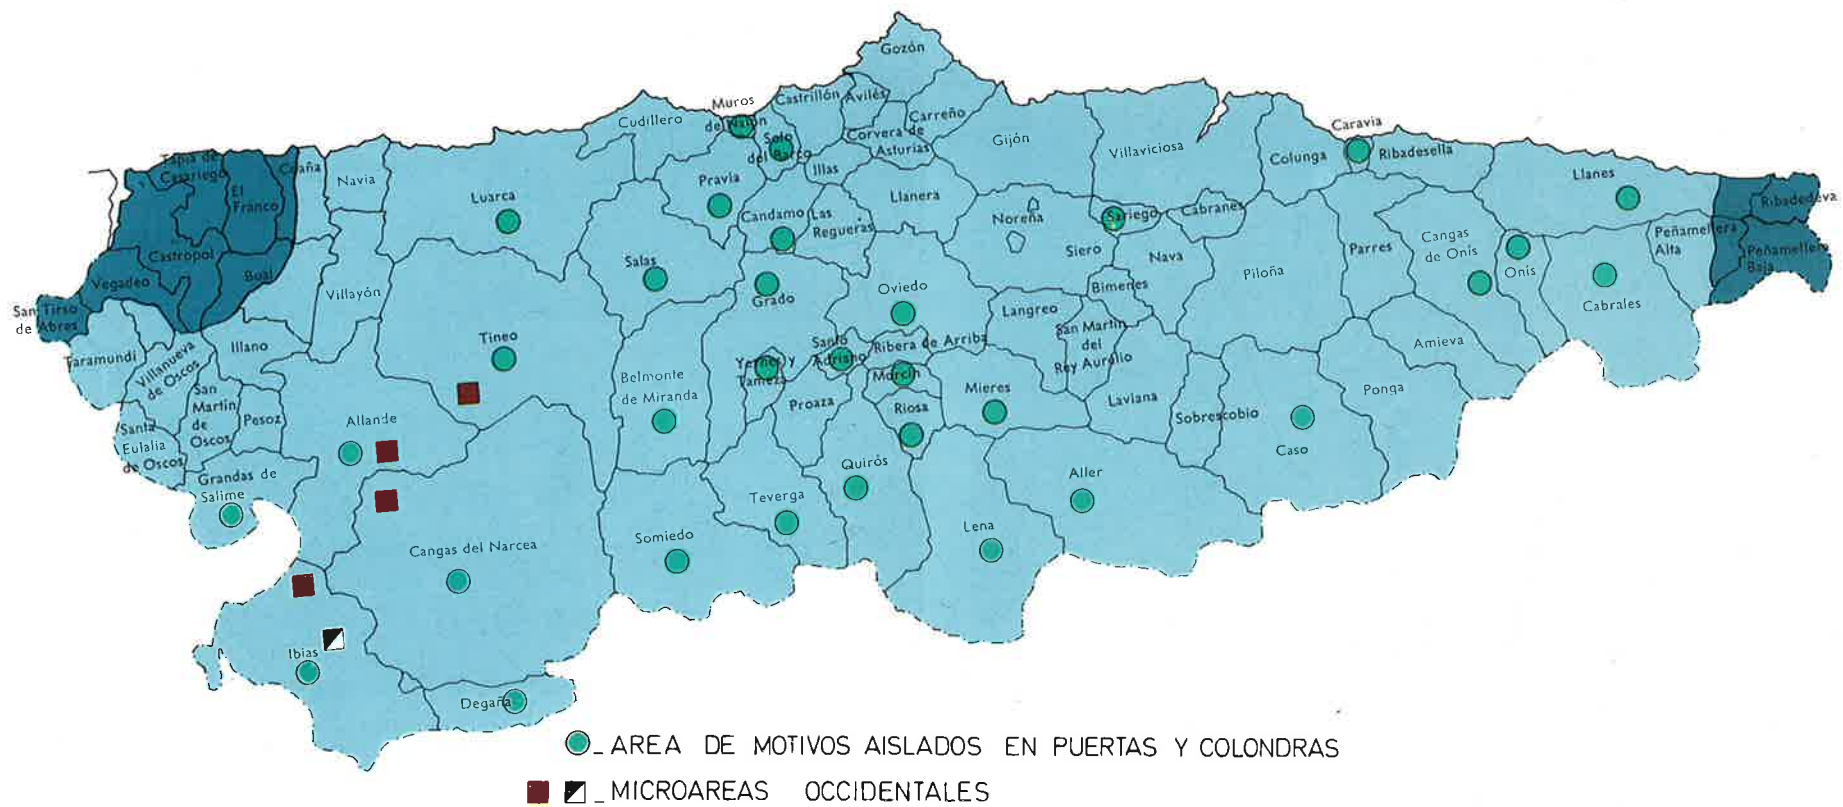 Gozón
Muros
de Nalón
Castrillón
Avilés
Carreño
Cudillero
Soto
del Barco
Corvera de
Asturias
Gijón
Villaviciosa
Caravia
Colunga
Ribadesella
Llanes
Ribadedeva
Tapia de
Casariego
El
Franco
Coaña
Navia
Luarca
Pravia
Illas
Candamo
Las
Regueras
Llanera
Noreña
Siero
Sariego
Cabranes
Nava
Piloña
Parres
Cangas
de Onís
Onís
Cabrales
Peñamellera
Alta
Peñamellera
Baja
Castropol
Vegadeo
Boal
San Tirso
de Abres
Villayón
Salas
Grado
Oviedo
Bimenes
Langreo
San Martín
del
Rey Aurelio
Amieva
Taramundi
Villanueva
de Oscos
Illano
Tineo
Santo
Adriano
Ribera de Arriba
Yernes y
Tameza
Morcín
Mieres
Laviana
Sobrescobio
Ponga
Caso
Belmonte
de Miranda
Proaza
Riosa
San
Martín
de
Oscos
Pesoz
Allande
Santa
Eulalia
de Oscos
Grandas de
Salime
Quirós
Aller
Teverga
Lena
Somiedo
Cangas del Narcea
Ibias
Degaña
_ AREA DE MOTIVOS AISLADOS EN PUERTAS Y COLONDRAS
_ MICROAREAS OCCIDENTALES